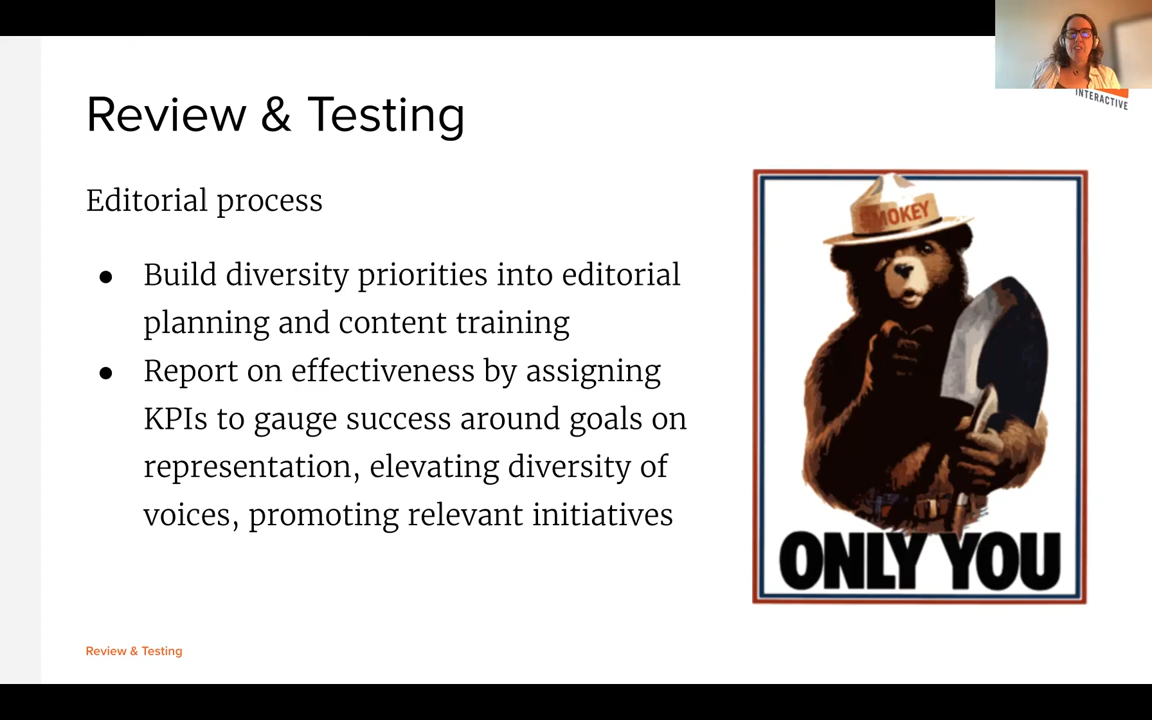 Review & Testing
INTERACTIVE
Editorial process
● Build diversity priorities into editorial
planning and content training
● Report on effectiveness by assigning
KPIs to gauge success around goals on
representation, elevating diversity of
voices, promoting relevant initiatives
SMOKEY
ONLY YOU
Review & Testing